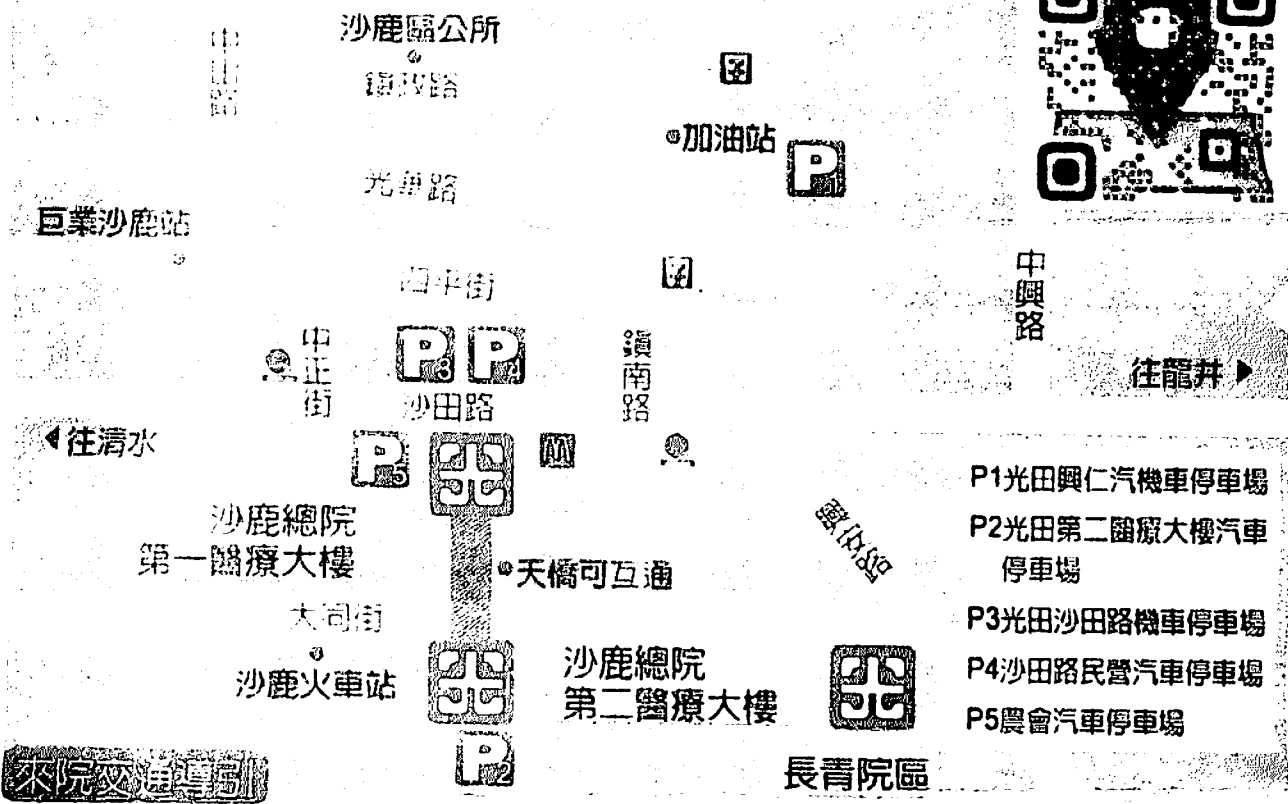 沙鹿區公所
中山路
鎮政路
加油站
P1
光華路
巨業沙鹿站
四平街
中興路
中正街
P3
P4
鎮南路
往龍井
沙田路
往清水
P5
M
P1光田興仁汽機車停車場
沙鹿總院
第一醫療大樓
P2光田第二醫療大樓汽車
停車場
天橋可互通
大同街
P3光田沙田路機車停車場
沙鹿火車站
沙鹿總院
第二醫療大樓
P4沙田路民營汽車停車場
P5農會汽車停車場
P2
長青院區
來院交通導引